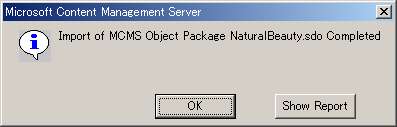 Microsoft Content Management Server
Import of MCMS Object Package NaturalBeauty.sdo Completed
OK
Show Report